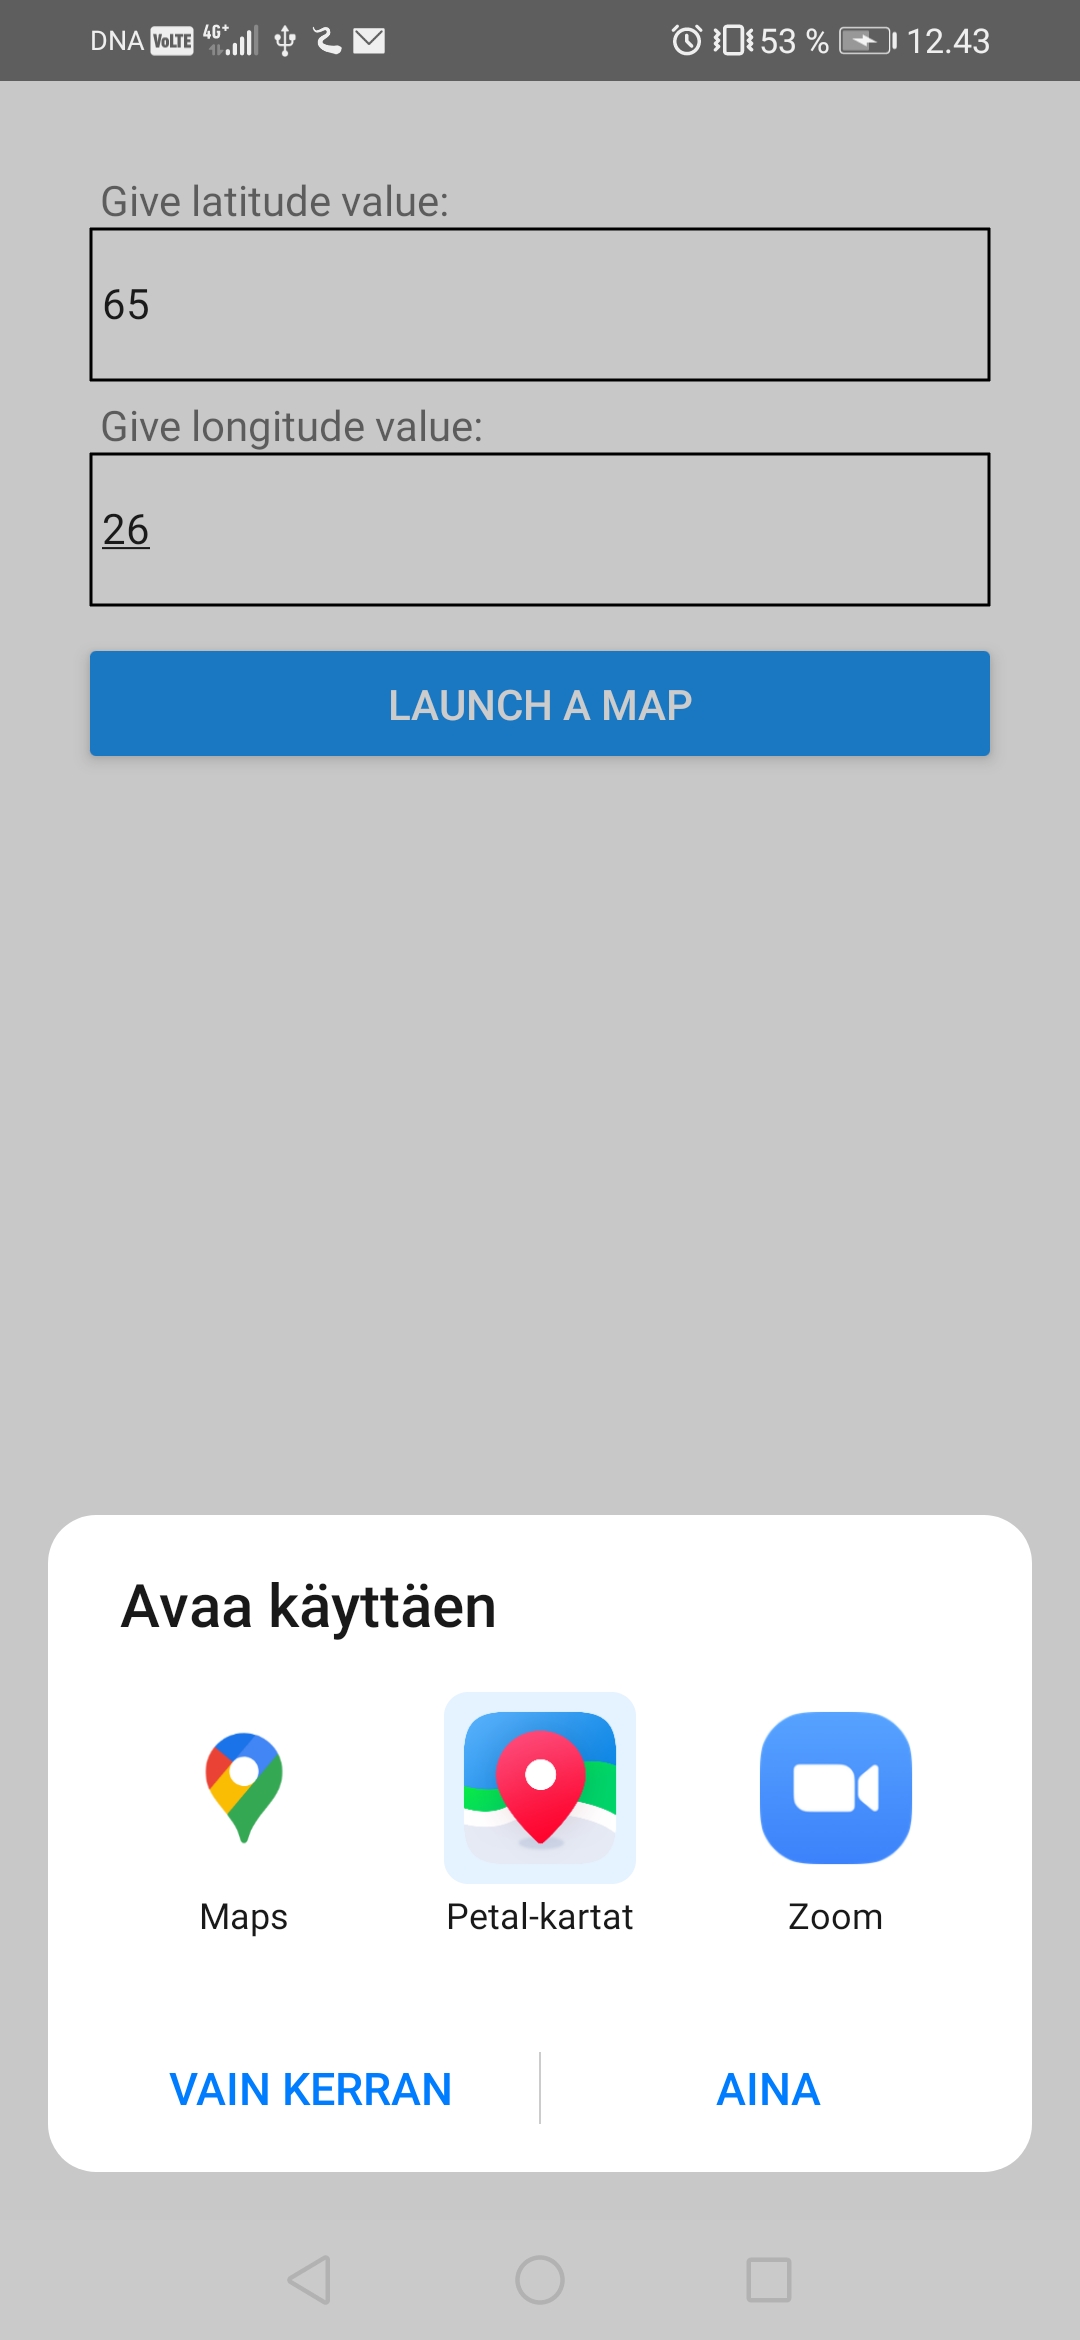 DNA VoLTE 4G+ 53 % 12.43
Give latitude value:
65
Give longitude value:
26
LAUNCH A MAP
Avaa käyttäen
Maps Petal-kartat Zoom
VAIN KERRAN AINA